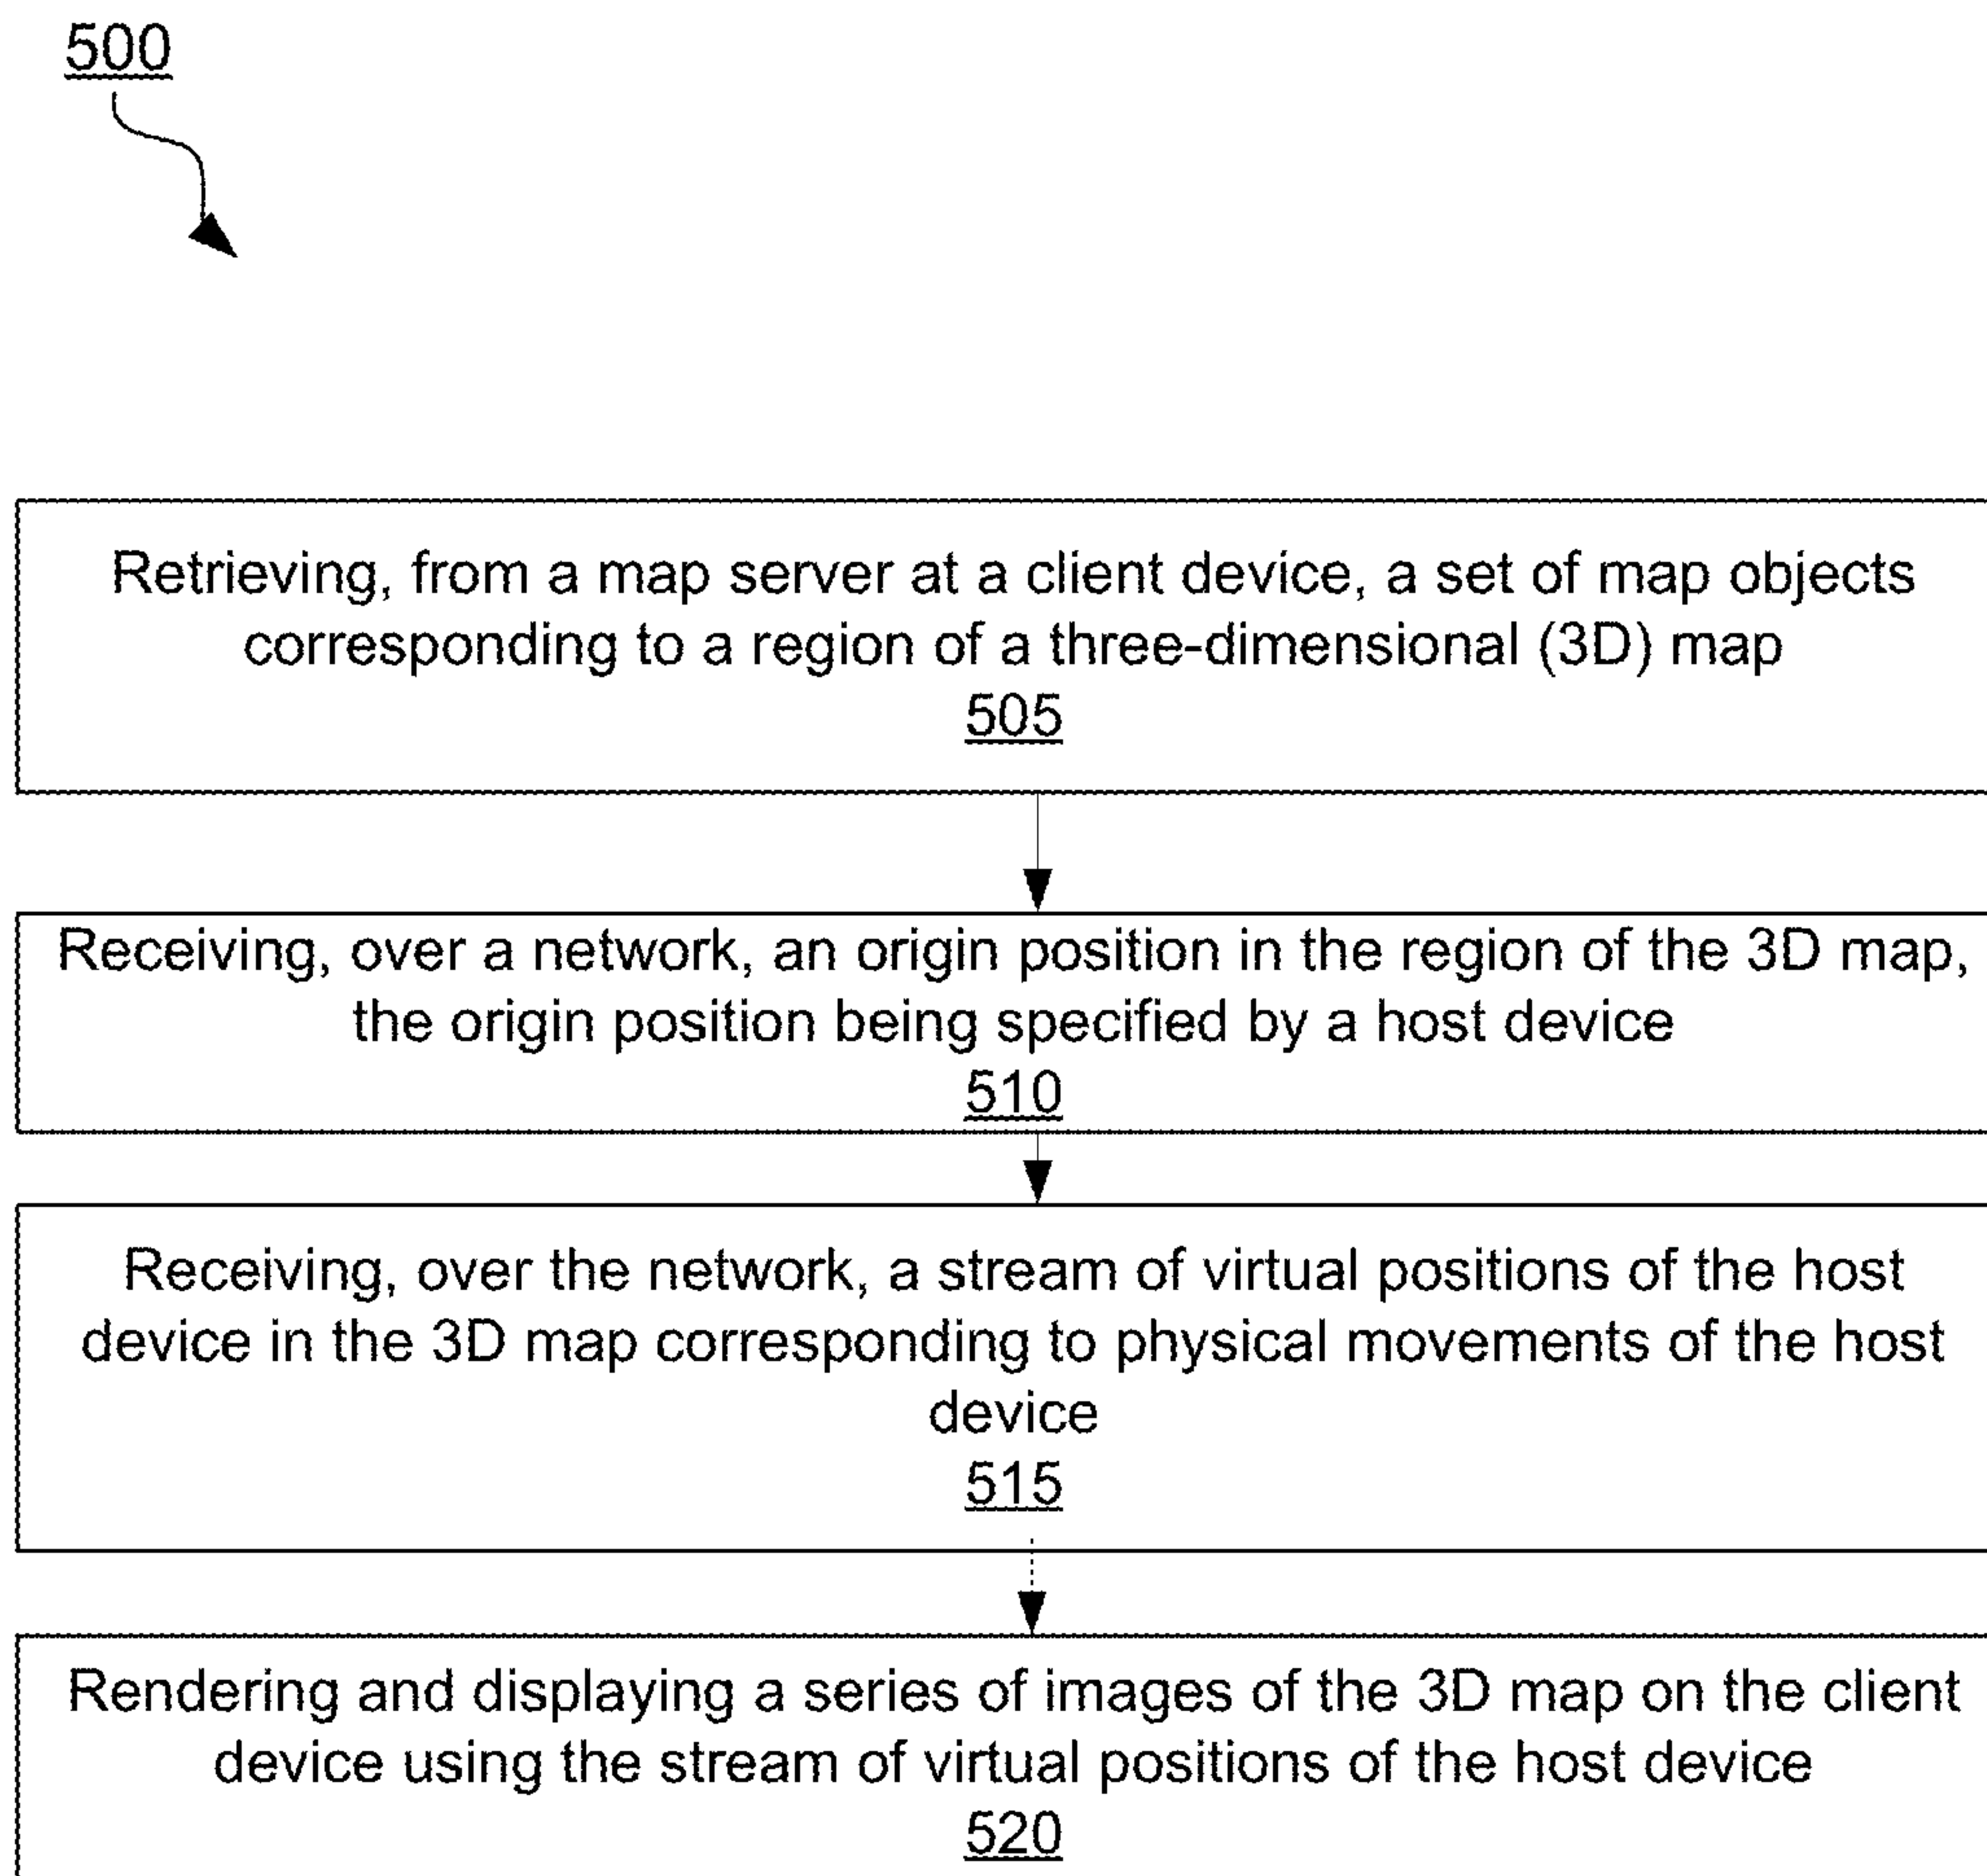 500
Retrieving, from a map server at a client device, a set of map objects
corresponding to a region of a three-dimensional (3D) map
505
Receiving, over a network, an origin position in the region of the 3D map,
the origin position being specified by a host device
510
Receiving, over the network, a stream of virtual positions of the host
device in the 3D map corresponding to physical movements of the host
device
515
Rendering and displaying a series of images of the 3D map on the client
device using the stream of virtual positions of the host device
520